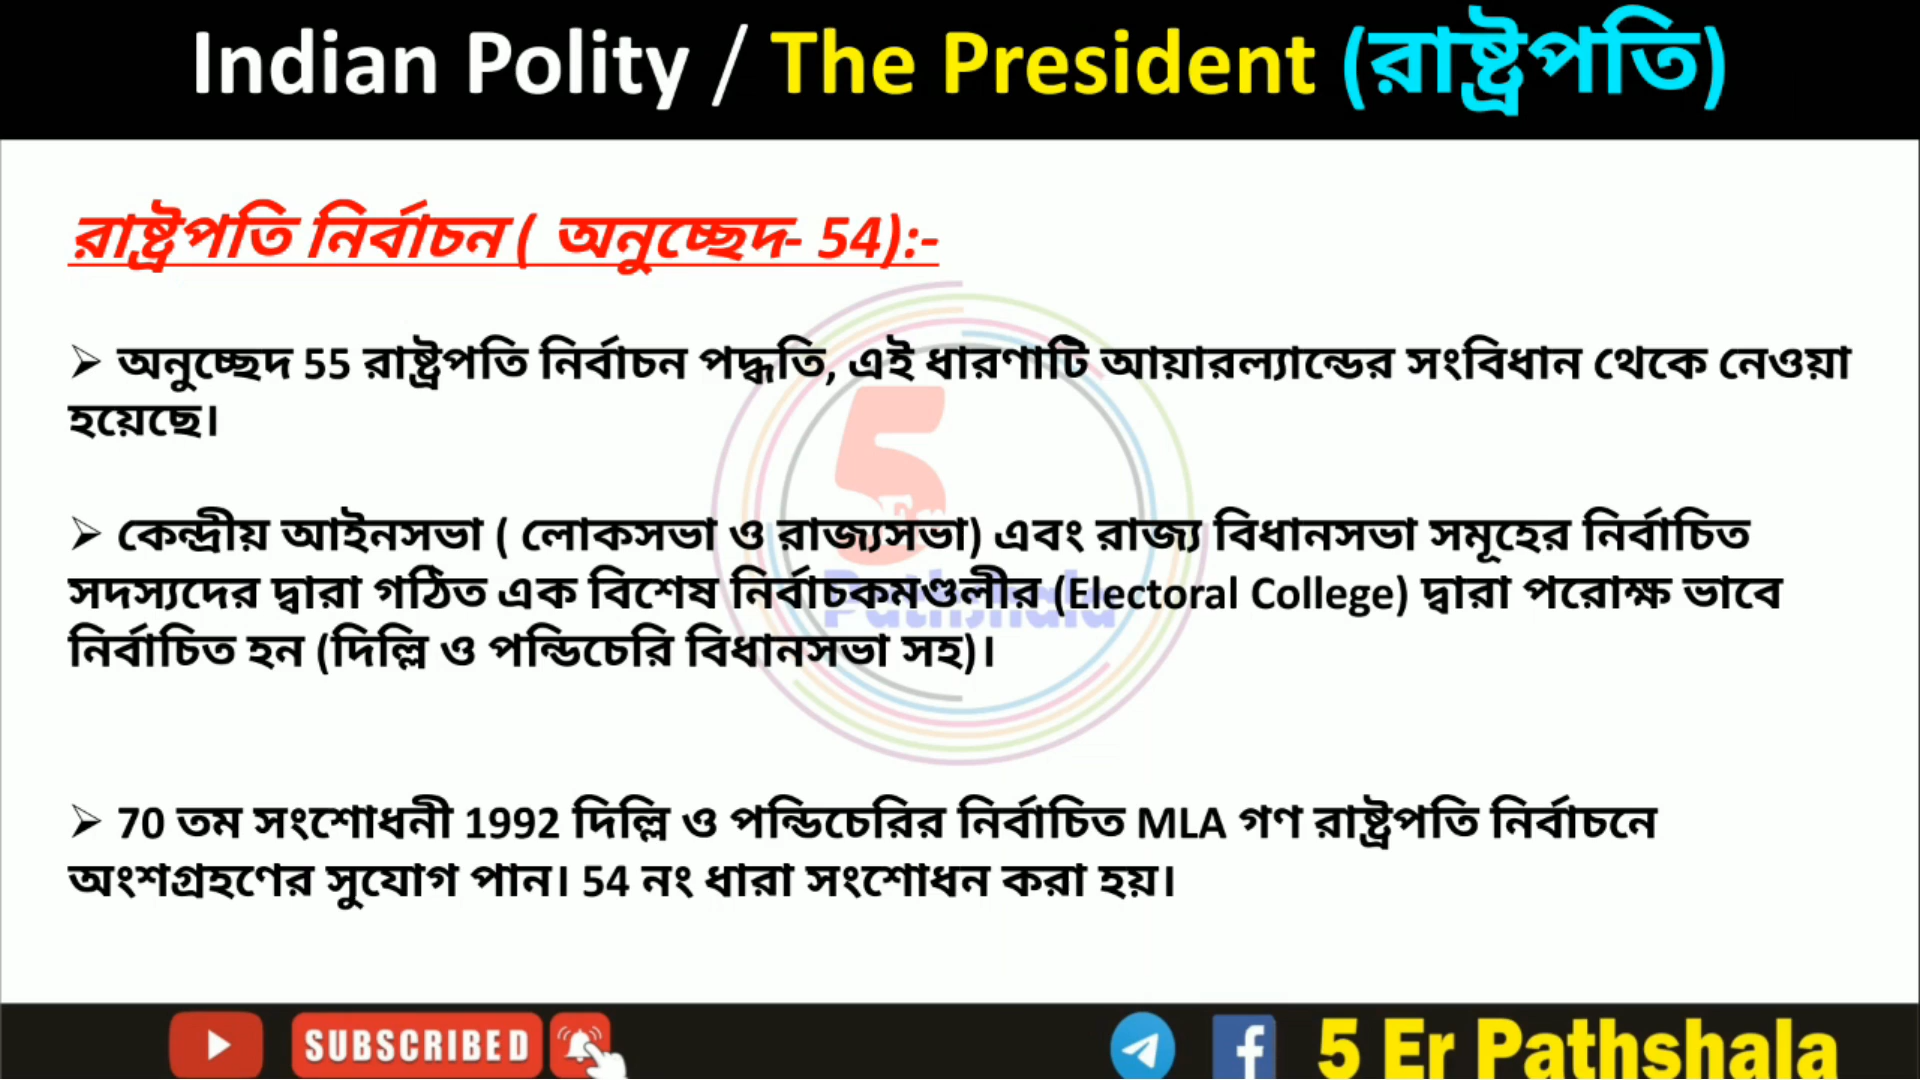 Indian Polity / The President (রাষ্ট্রপতি)
রাষ্ট্রপতি নির্বাচন ( অনুচ্ছেদ- 54):-
➢ অনুচ্ছেদ 55 রাষ্ট্রপতি নির্বাচন পদ্ধতি, এই ধারণাটি আয়ারল্যান্ডের সংবিধান থেকে নেওয়া
হয়েছে।
➢ কেন্দ্রীয় আইনসভা ( লোকসভা ও রাজ্যসভা) এবং রাজ্য বিধানসভা সমূহের নির্বাচিত
সদস্যদের দ্বারা গঠিত এক বিশেষ নির্বাচকমণ্ডলীর (Electoral College) দ্বারা পরোক্ষ ভাবে
নির্বাচিত হন (দিল্লি ও পন্ডিচেরি বিধানসভা সহ)।
➢ 70 তম সংশোধনী 1992 দিল্লি ও পন্ডিচেরির নির্বাচিত MLA গণ রাষ্ট্রপতি নির্বাচনে
অংশগ্রহণের সুযোগ পান। 54 নং ধারা সংশোধন করা হয়।
5 Er
Pathshala
SUBSCRIBED
5 Er Pathshala